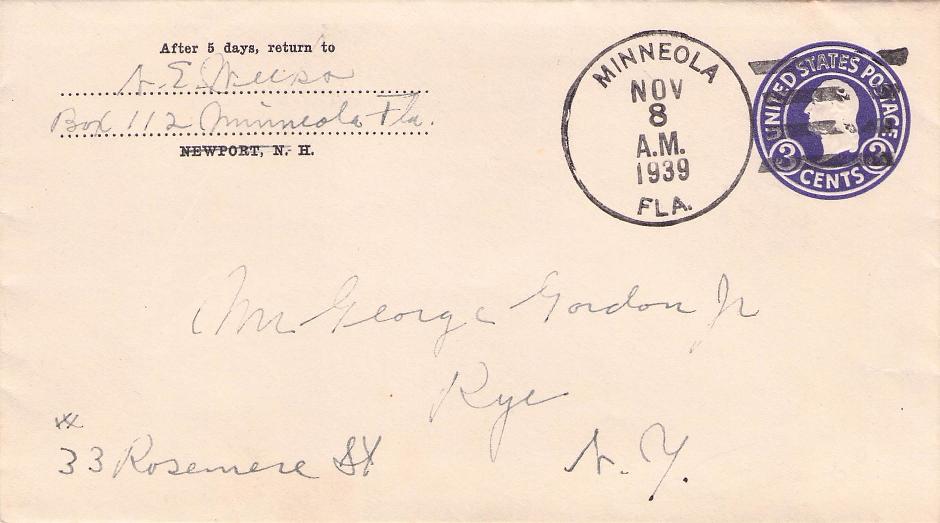 After 5 days, return to
Box 112 Minneola Fla.
NEWPORT, N. H.
MINNEOLA
NOV
8
A.M.
1939
FLA.
UNITED STATES POSTAGE
3 3
CENTS
Mr George Gordon Jr
Rye
33 Rosemere St
N. Y.